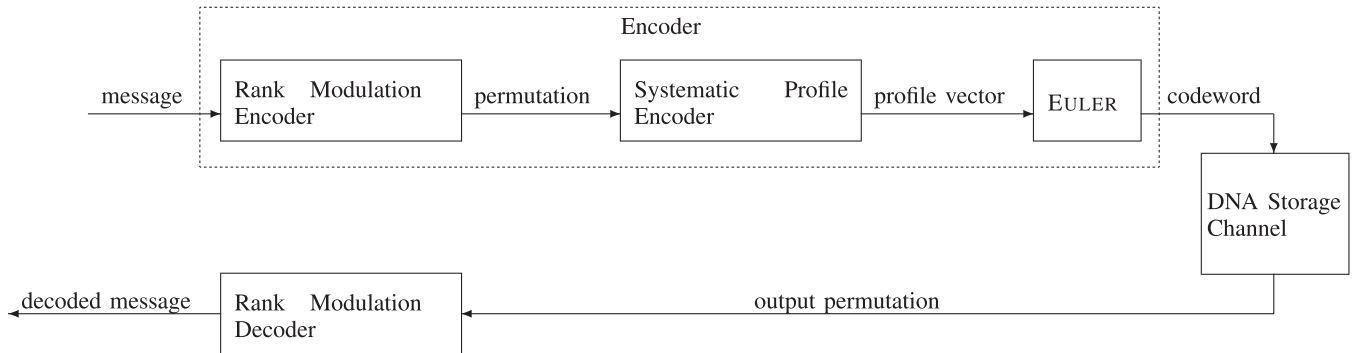 Encoder
message
Rank Modulation
Encoder
permutation
Systematic Profile
Encoder
profile vector
EULER
codeword
DNA Storage
Channel
decoded message
Rank Modulation
Decoder
output permutation